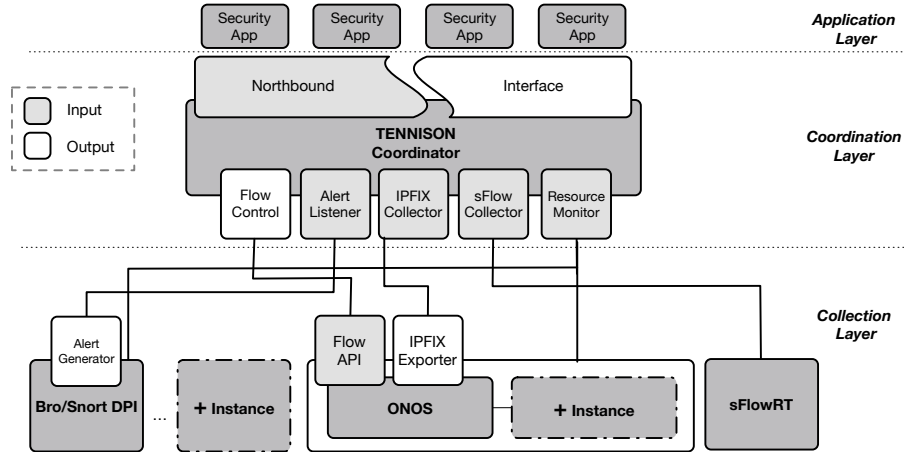 Security
App
Security
App
Security
App
Security
App
Application
Layer
Northbound
Interface
Input
Output
TENNISON
Coordinator
Coordination
Layer
Flow
Control
Alert
Listener
IPFIX
Collector
sFlow
Collector
Resource
Monitor
Collection
Layer
Alert
Generator
Flow
API
IPFIX
Exporter
Bro/Snort DPI
...
+ Instance
ONOS
+ Instance
sFlowRT